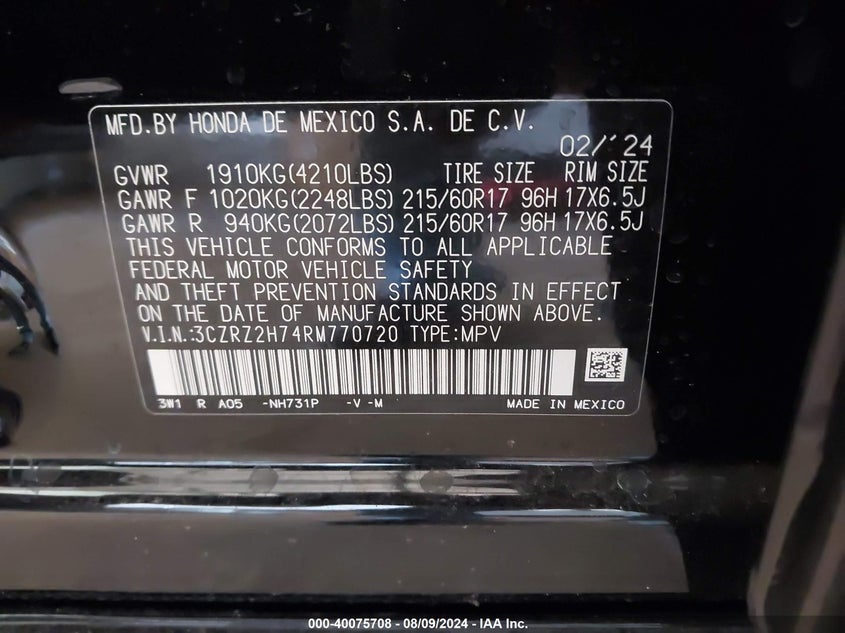 MFD.BY HONDA DE MEXICO S.A. DE C.V.
02/'24
GVWR 1910KG(4210LBS) TIRE SIZE RIM SIZE
GAWR F 1020KG(2248LBS) 215/60R17 96H 17X6.5J
GAWR R 940KG(2072LBS) 215/60R17 96H 17X6.5J
THIS VEHICLE CONFORMS TO ALL APPLICABLE
FEDERAL MOTOR VEHICLE SAFETY
AND THEFT PREVENTION STANDARDS IN EFFECT
ON THE DATE OF MANUFACTURE SHOWN ABOVE.
V.I.N.:3CZRZ2H74RM770720 TYPE:MPV
3W1 R A05 -NH731P -V -M MADE IN MEXICO
000-40075708 - 08/09/2024 - IAA Inc.